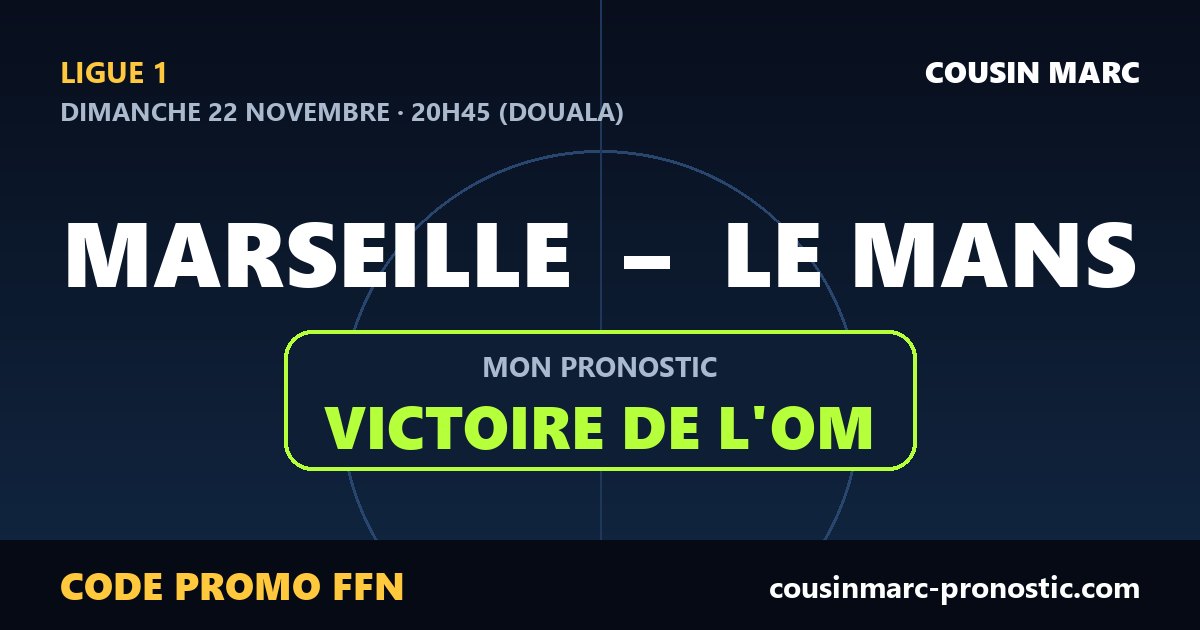 LIGUE 1
COUSIN MARC
DIMANCHE 22 NOVEMBRE · 20H45 (DOUALA)
MARSEILLE – LE MANS
MON PRONOSTIC
VICTOIRE DE L'OM
CODE PROMO FFN
cousinmarc-pronostic.com